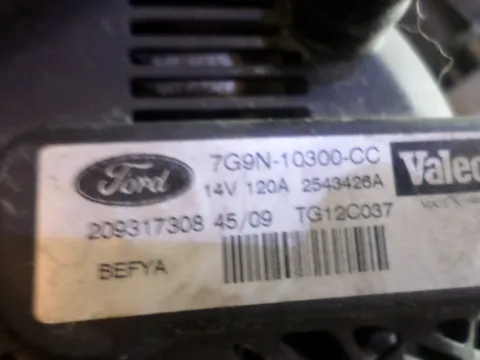 Ford 7G9N-10300-CC Valeo
14V 120A 2543426A
209317308 45/09 TG12C037
BEFYA